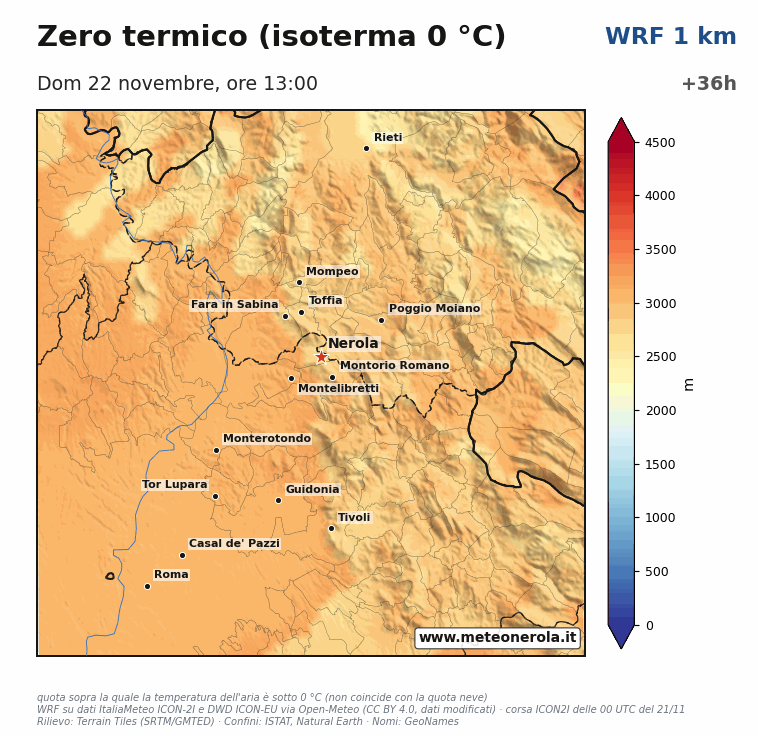 Zero termico (isoterma 0 °C)
WRF 1 km
Dom 22 novembre, ore 13:00
+36h
Rieti
Mompeo
Fara in Sabina
Toffia
Poggio Moiano
Nerola
Montorio Romano
Montelibretti
Monterotondo
Tor Lupara
Guidonia
Tivoli
Casal de' Pazzi
Roma
www.meteonerola.it
4500
4000
3500
3000
2500
2000
1500
1000
500
0
m
quota sopra la quale la temperatura dell'aria è sotto 0 °C (non coincide con la quota neve)
WRF su dati ItaliaMeteo ICON-2I e DWD ICON-EU via Open-Meteo (CC BY 4.0, dati modificati) · corsa ICON2I delle 00 UTC del 21/11
Rilievo: Terrain Tiles (SRTM/GMTED) · Confini: ISTAT, Natural Earth · Nomi: GeoNames